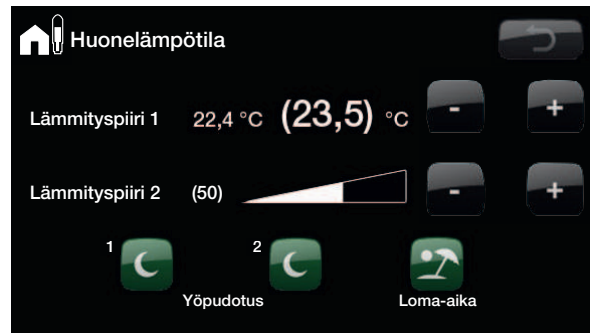 Huonelämpötila
Lämmityspiiri 1 22,4 °C (23,5) °C - +
Lämmityspiiri 2 (50) - +
1 2
Yöpudotus Loma-aika